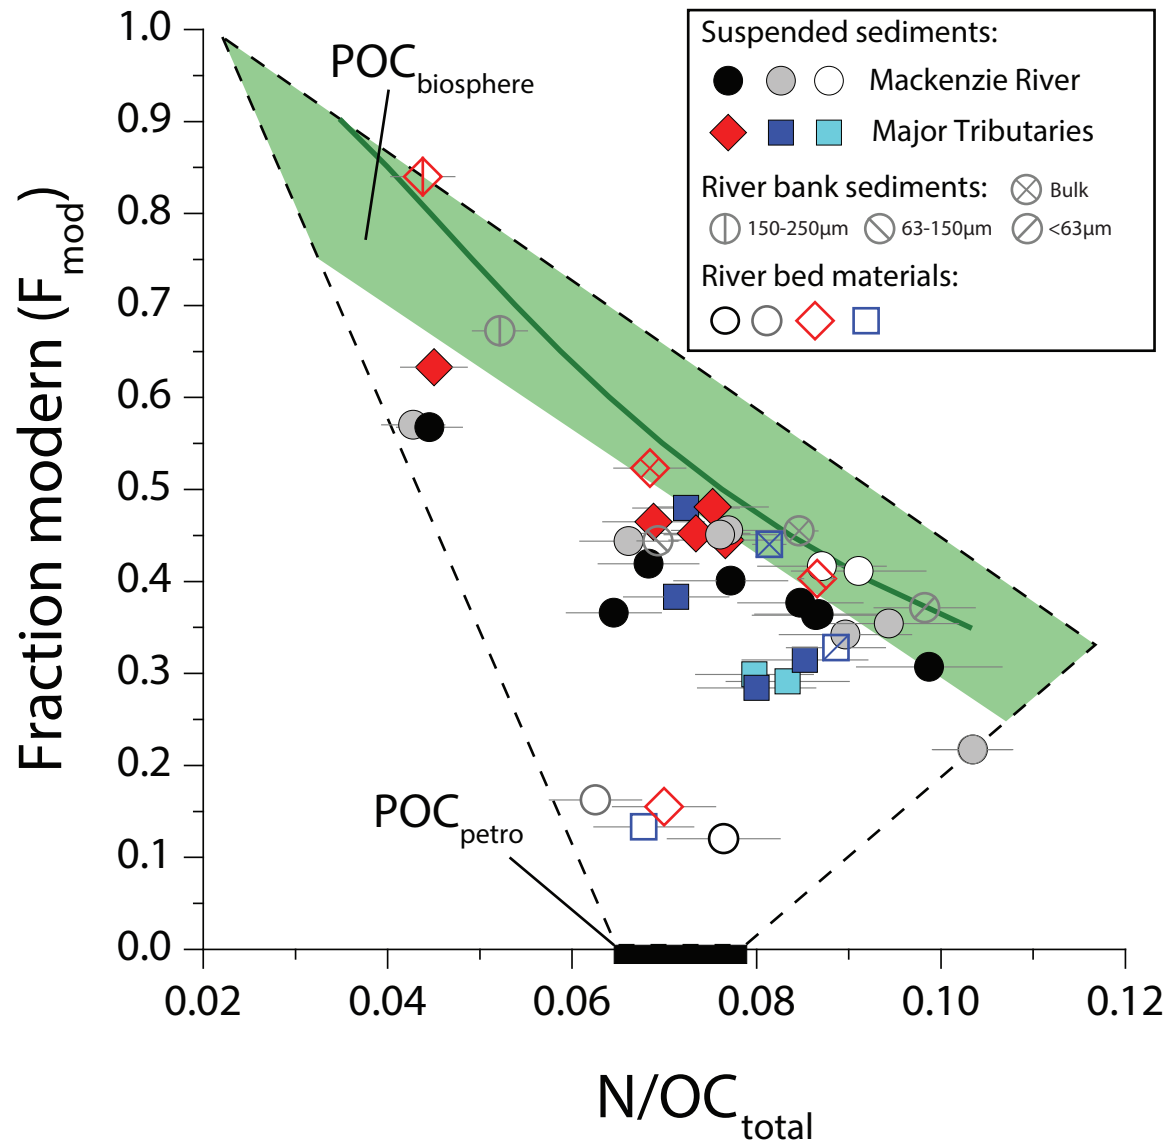 Suspended sediments:
Mackenzie River
Major Tributaries
River bank sediments:
Bulk
150-250µm
63-150µm
<63µm
River bed materials:
POCbiosphere
POCpetro
Fraction modern (Fmod)
1.0
0.9
0.8
0.7
0.6
0.5
0.4
0.3
0.2
0.1
0.0
0.02 0.04 0.06 0.08 0.10 0.12
N/OCtotal